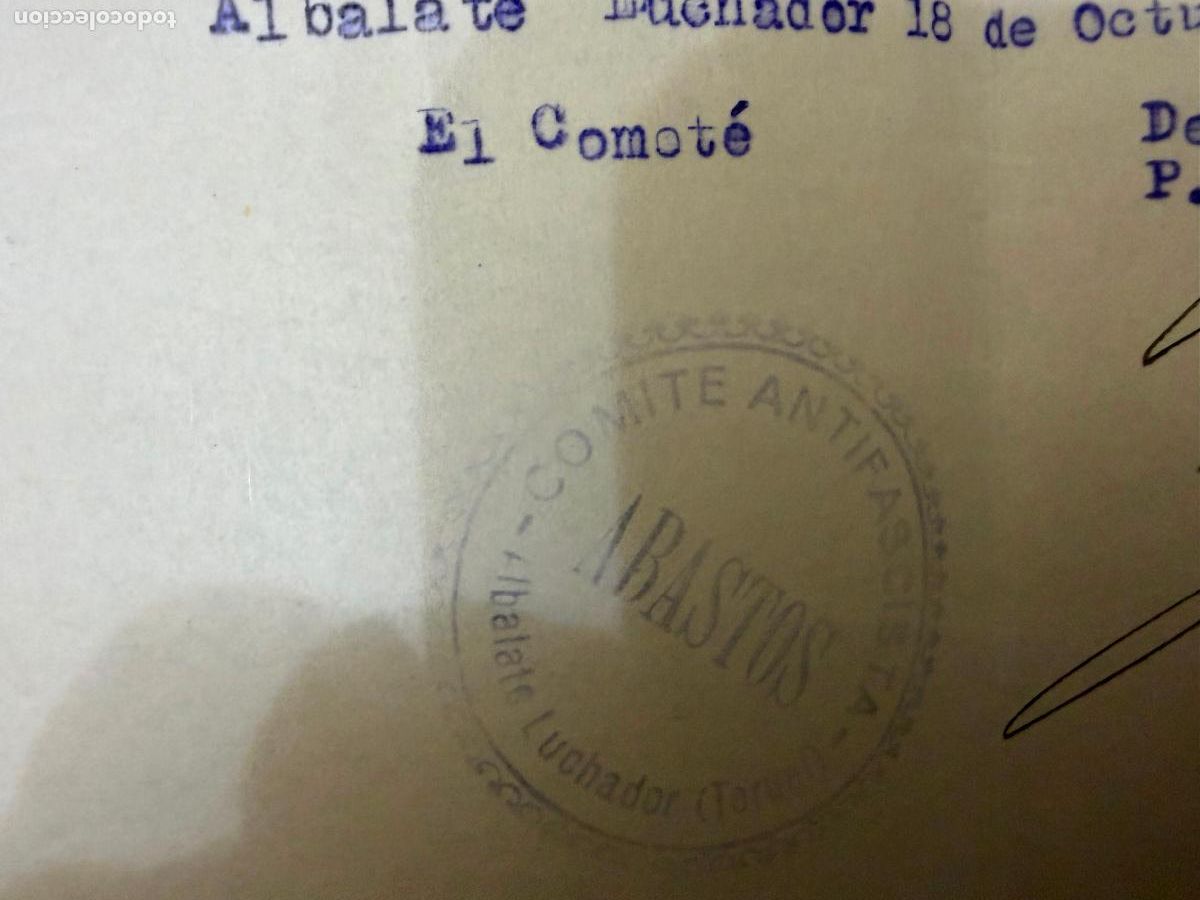 Albalate Luchador 18 de Octu
El Comoté
De
P.
- COMITE ANTIFASCISTA -
ABASTOS
Albalate Luchador (Teruel)
todocoleccion